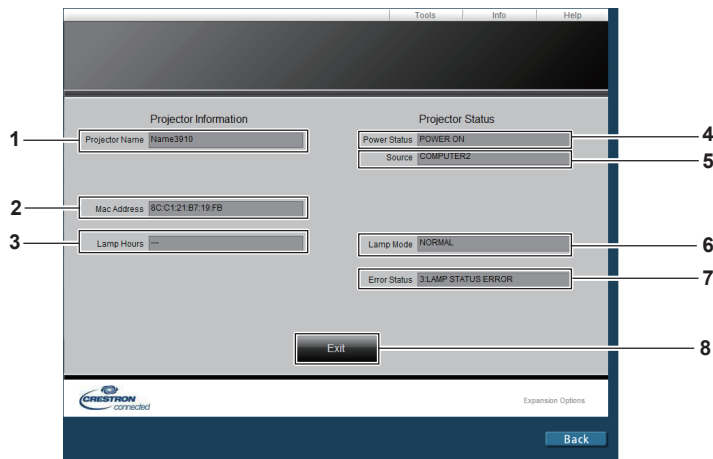 Tools Info Help
Projector Information
Projector Status
1 Projector Name Name3910
Power Status POWER ON 4
Source COMPUTER2 5
2 Mac Address 8C:C1:21:B7:19:FB
3 Lamp Hours ---
Lamp Mode NORMAL 6
Error Status 3:LAMP STATUS ERROR 7
Exit 8
CRESTRON
connected
Expansion Options
Back